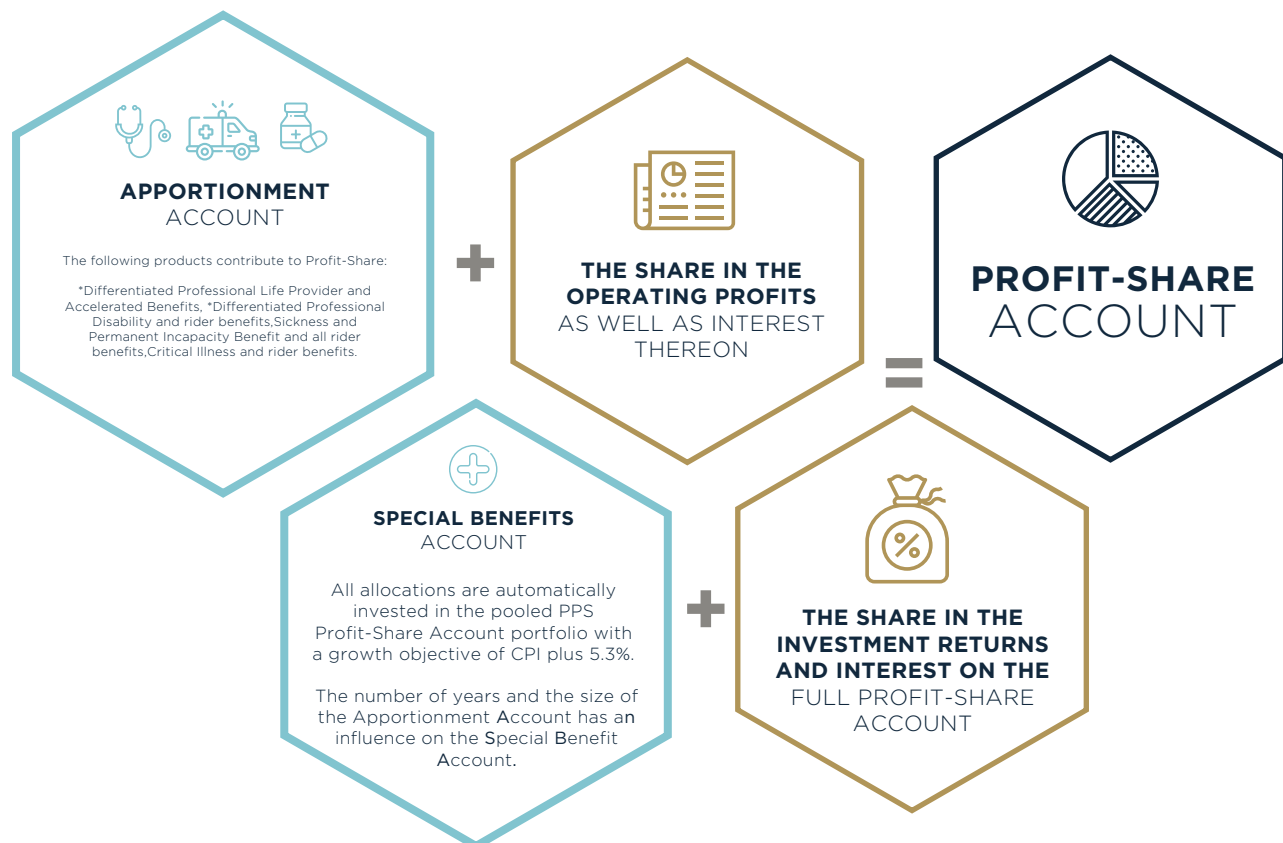 APPORTIONMENT
ACCOUNT
The following products contribute to Profit-Share:
*Differentiated Professional Life Provider and
Accelerated Benefits, *Differentiated Professional
Disability and rider benefits,Sickness and
Permanent Incapacity Benefit and all rider
benefits,Critical Illness and rider benefits.
+
THE SHARE IN THE
OPERATING PROFITS
AS WELL AS INTEREST
THEREON
=
PROFIT-SHARE
ACCOUNT
SPECIAL BENEFITS
ACCOUNT
All allocations are automatically
invested in the pooled PPS
Profit-Share Account portfolio with
a growth objective of CPI plus 5.3%.
The number of years and the size of
the Apportionment Account has an
influence on the Special Benefit
Account.
+
%
THE SHARE IN THE
INVESTMENT RETURNS
AND INTEREST ON THE
FULL PROFIT-SHARE
ACCOUNT